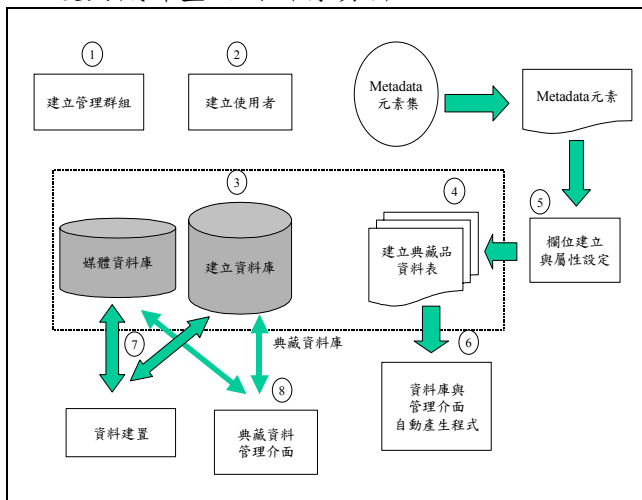 1
建立管理群組
2
建立使用者
Metadata
元素集
Metadata元素
3
媒體資料庫
建立資料庫
4
建立典藏品
資料表
5
欄位建立
與屬性設定
典藏資料庫
6
資料庫與
管理介面
自動產生程式
7
資料建置
8
典藏資料
管理介面